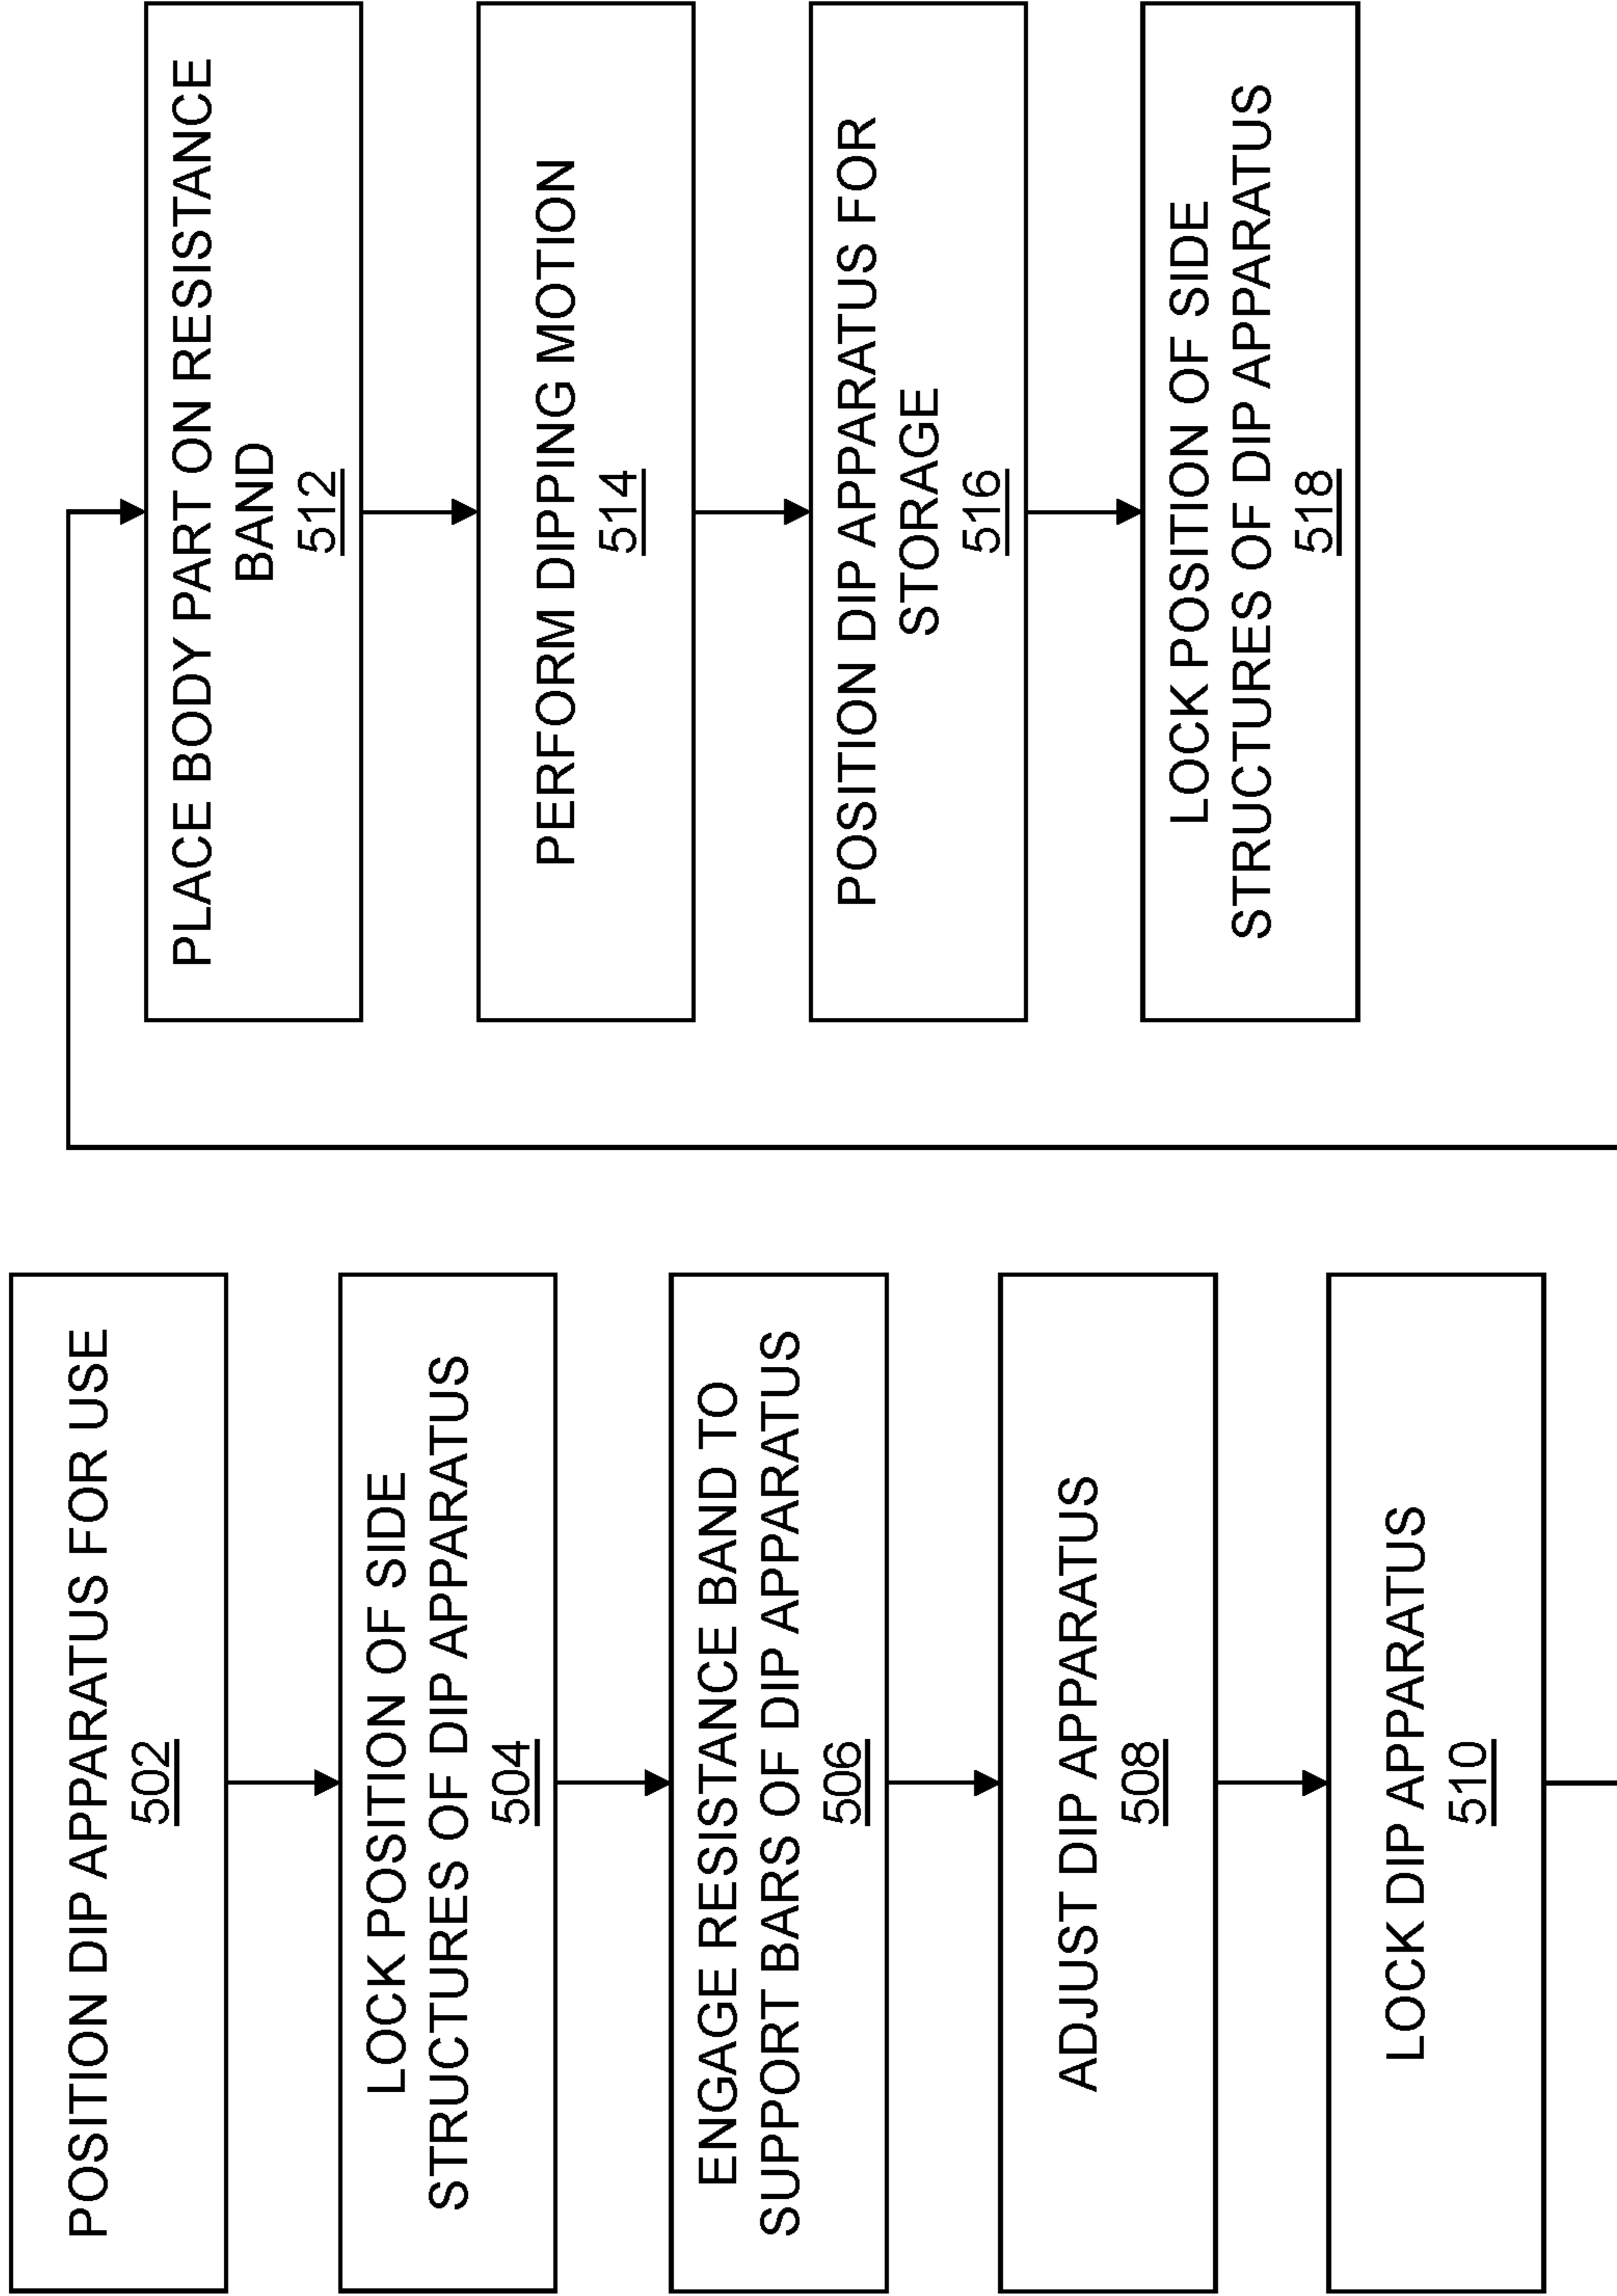 POSITION DIP APPARATUS FOR USE
502
LOCK POSITION OF SIDE
STRUCTURES OF DIP APPARATUS
504
ENGAGE RESISTANCE BAND TO
SUPPORT BARS OF DIP APPARATUS
506
ADJUST DIP APPARATUS
508
LOCK DIP APPARATUS
510
PLACE BODY PART ON RESISTANCE
BAND
512
PERFORM DIPPING MOTION
514
POSITION DIP APPARATUS FOR
STORAGE
516
LOCK POSITION OF SIDE
STRUCTURES OF DIP APPARATUS
518